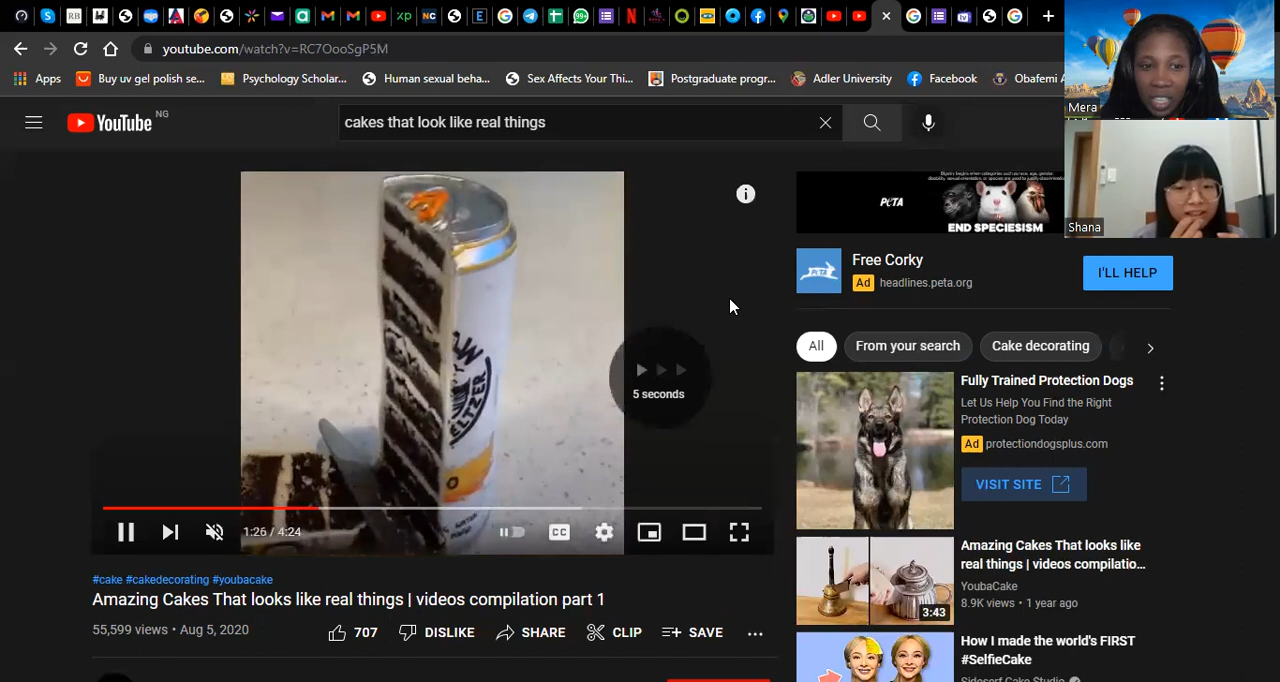 youtube.com/watch?v=RC7OooSgP5M
Apps
Buy uv gel polish se...
Psychology Scholar...
Human sexual beha...
Sex Affects Your Thi...
Postgraduate progr...
Adler University
Facebook
Obafemi A
Mera
Shana
YouTube NG
cakes that look like real things
5 seconds
1:26 / 4:24
CC
PETA
END SPECIESISM
Free Corky
Ad headlines.peta.org
I'LL HELP
All
From your search
Cake decorating
Fully Trained Protection Dogs
Let Us Help You Find the Right
Protection Dog Today
Ad protectiondogsplus.com
VISIT SITE
Amazing Cakes That looks like
real things | videos compilatio...
YoubaCake
8.9K views • 1 year ago
3:43
How I made the world's FIRST
#SelfieCake
#cake #cakedecorating #youbacake
Amazing Cakes That looks like real things | videos compilation part 1
55,599 views • Aug 5, 2020
707
DISLIKE
SHARE
CLIP
SAVE